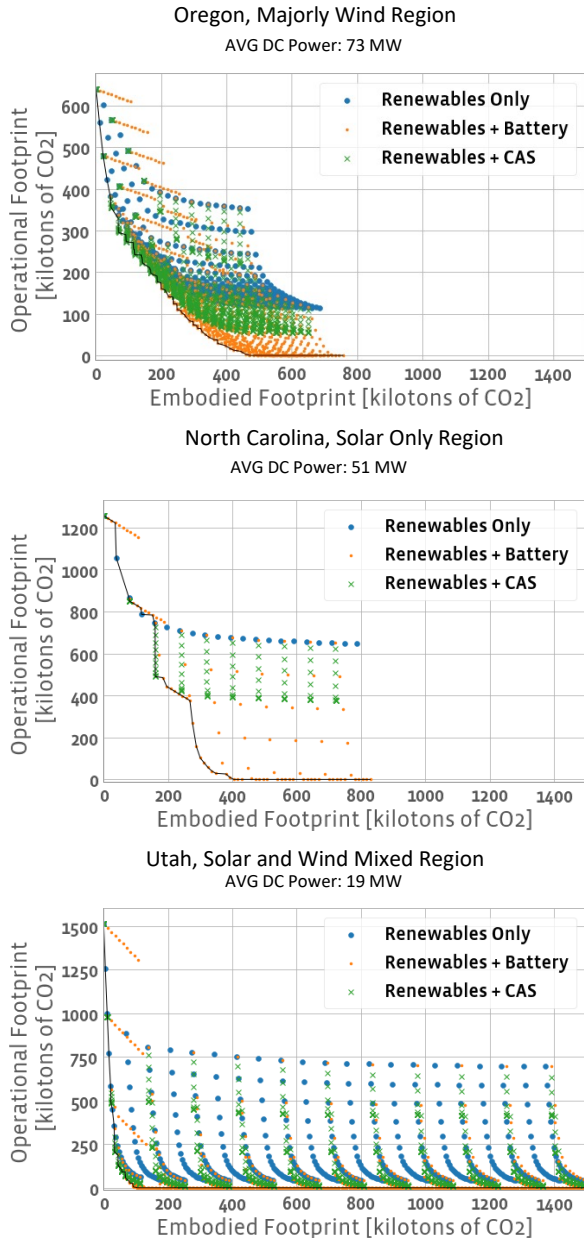 Oregon, Majorly Wind Region
AVG DC Power: 73 MW
Operational Footprint
[kilotons of CO2]
600
500
400
300
200
100
0
Renewables Only
Renewables + Battery
Renewables + CAS
0 200 400 600 800 1000 1200 1400
Embodied Footprint [kilotons of CO2]
North Carolina, Solar Only Region
AVG DC Power: 51 MW
Operational Footprint
[kilotons of CO2]
1200
1000
800
600
400
200
0
Renewables Only
Renewables + Battery
Renewables + CAS
0 200 400 600 800 1000 1200 1400
Embodied Footprint [kilotons of CO2]
Utah, Solar and Wind Mixed Region
AVG DC Power: 19 MW
Operational Footprint
[kilotons of CO2]
1500
1250
1000
750
500
250
0
Renewables Only
Renewables + Battery
Renewables + CAS
0 200 400 600 800 1000 1200 1400
Embodied Footprint [kilotons of CO2]